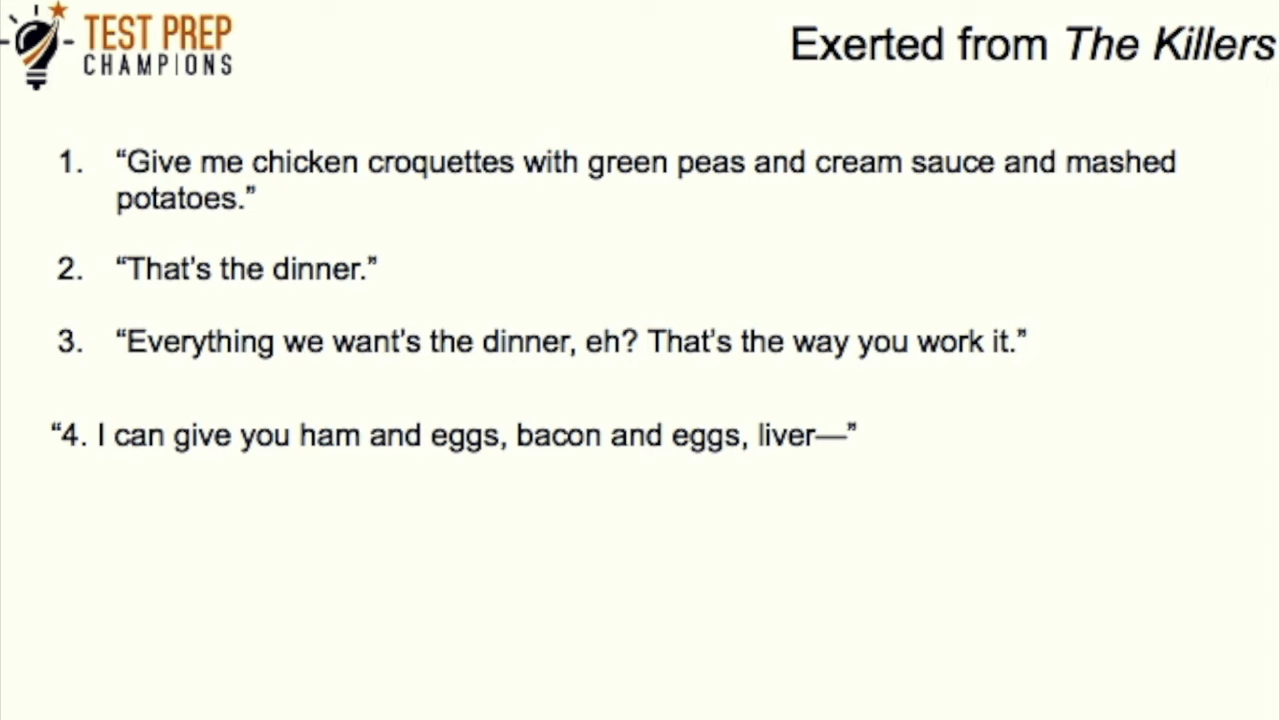 TEST PREP
CHAMPIONS
Exerted from The Killers
1. “Give me chicken croquettes with green peas and cream sauce and mashed
potatoes.”
2. “That’s the dinner.”
3. “Everything we want’s the dinner, eh? That’s the way you work it.”
“4. I can give you ham and eggs, bacon and eggs, liver—”